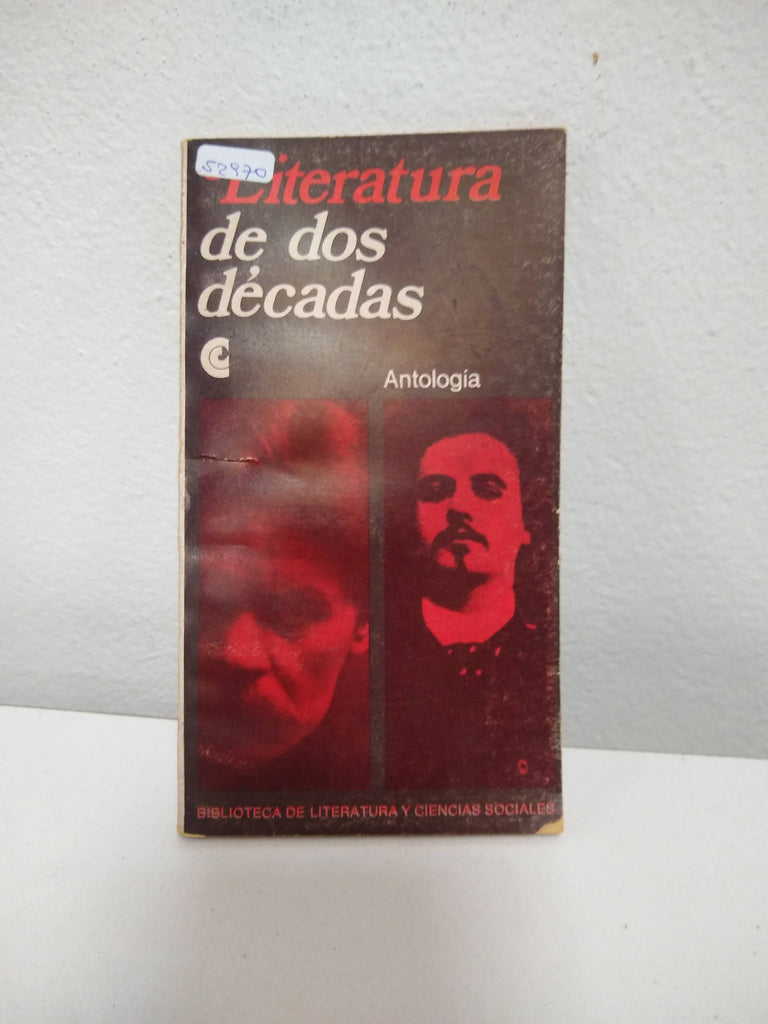 52970
Literatura
de dos
décadas
Antología
BIBLIOTECA DE LITERATURA Y CIENCIAS SOCIALES